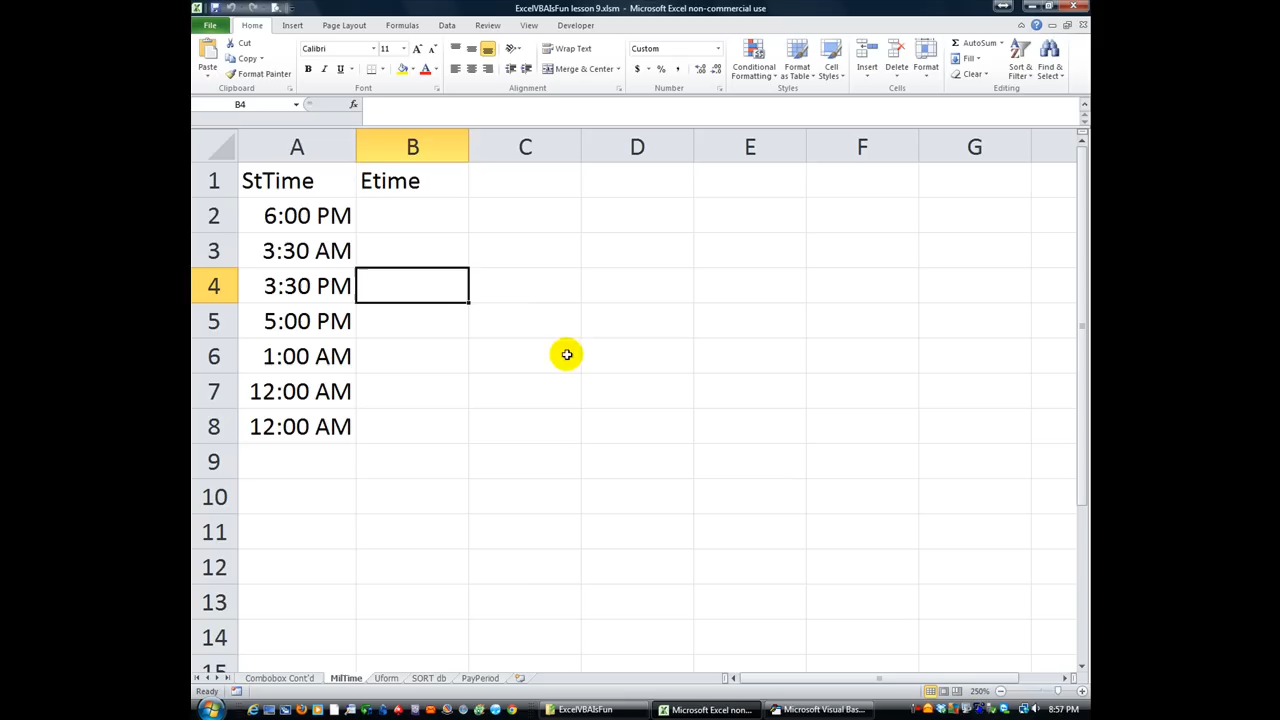 ExcelVBAIsFun lesson 9.xlsm - Microsoft Excel non-commercial use
File Home Insert Page Layout Formulas Data Review View Developer
Cut Calibri 11 Wrap Text Custom AutoSum
Copy Fill
Format Painter Merge & Center Clear
Paste Conditional Formatting Format as Table Cell Styles Insert Delete Format Sort & Filter Find & Select
Clipboard Font Alignment Number Styles Cells Editing
B4 fx
A B C D E F G
1 StTime Etime
2 6:00 PM
3 3:30 AM
4 3:30 PM
5 5:00 PM
6 1:00 AM
7 12:00 AM
8 12:00 AM
9
10
11
12
13
14
15
Combobox Cont'd MilTime Uform SORT db PayPeriod
Ready 250%
ExcelVBAIsFun Microsoft Excel non... Microsoft Visual Bas... 8:57 PM